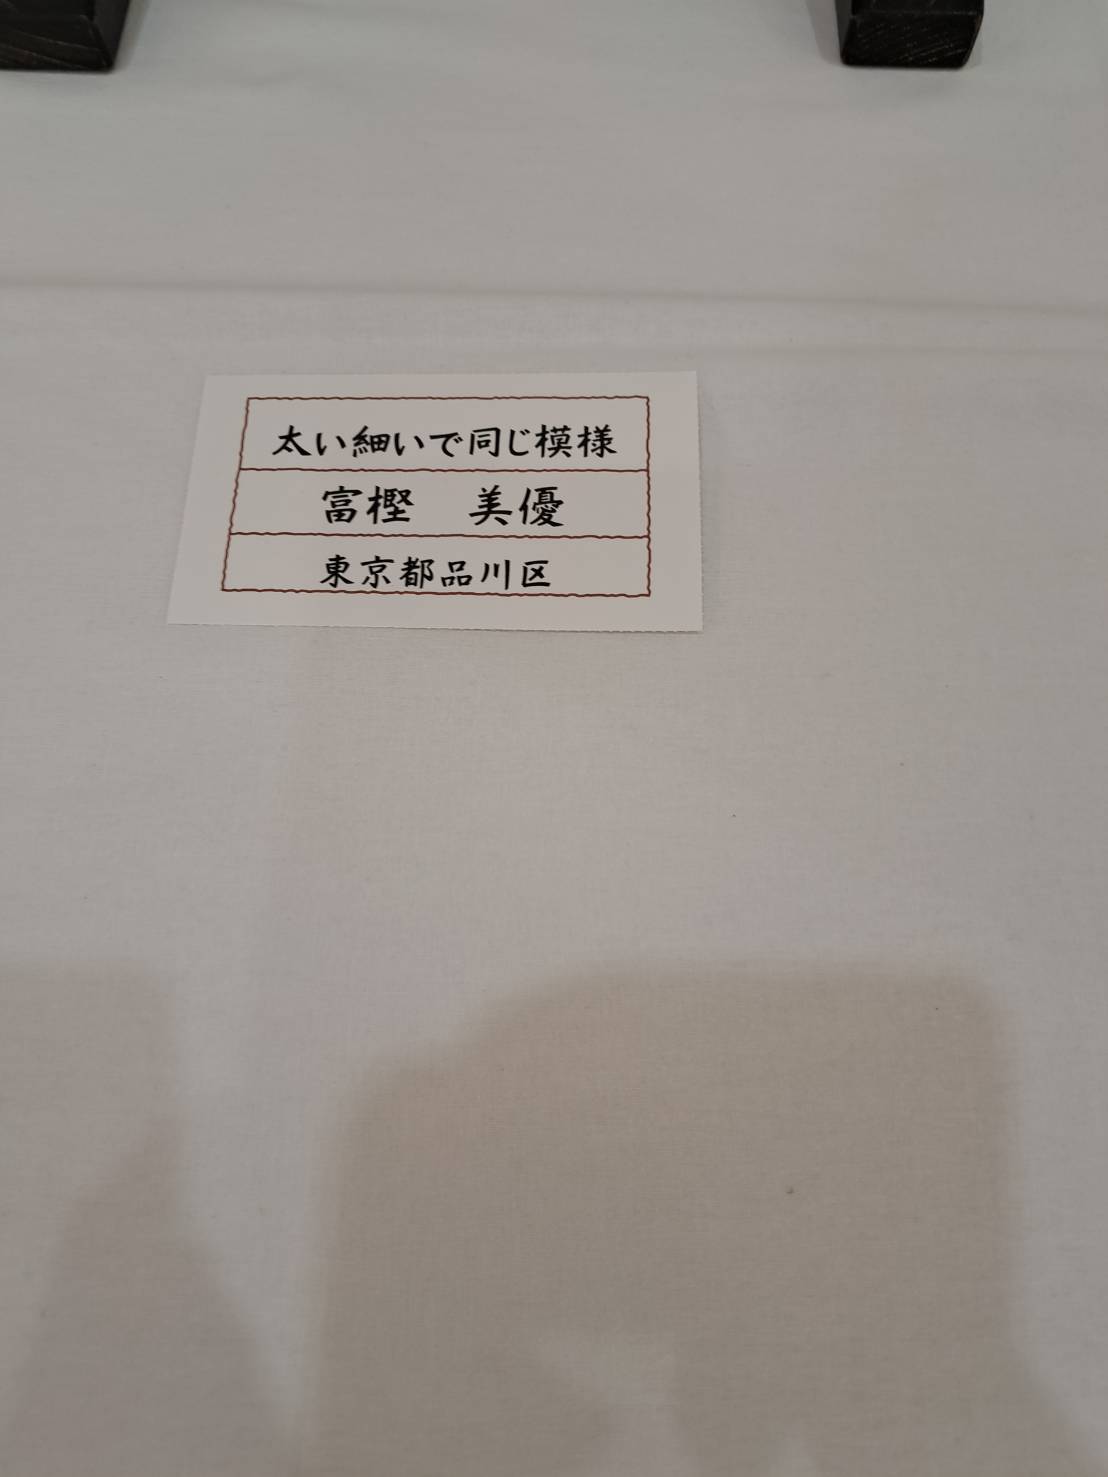 太い細いで同じ模様
富樫　美優
東京都品川区